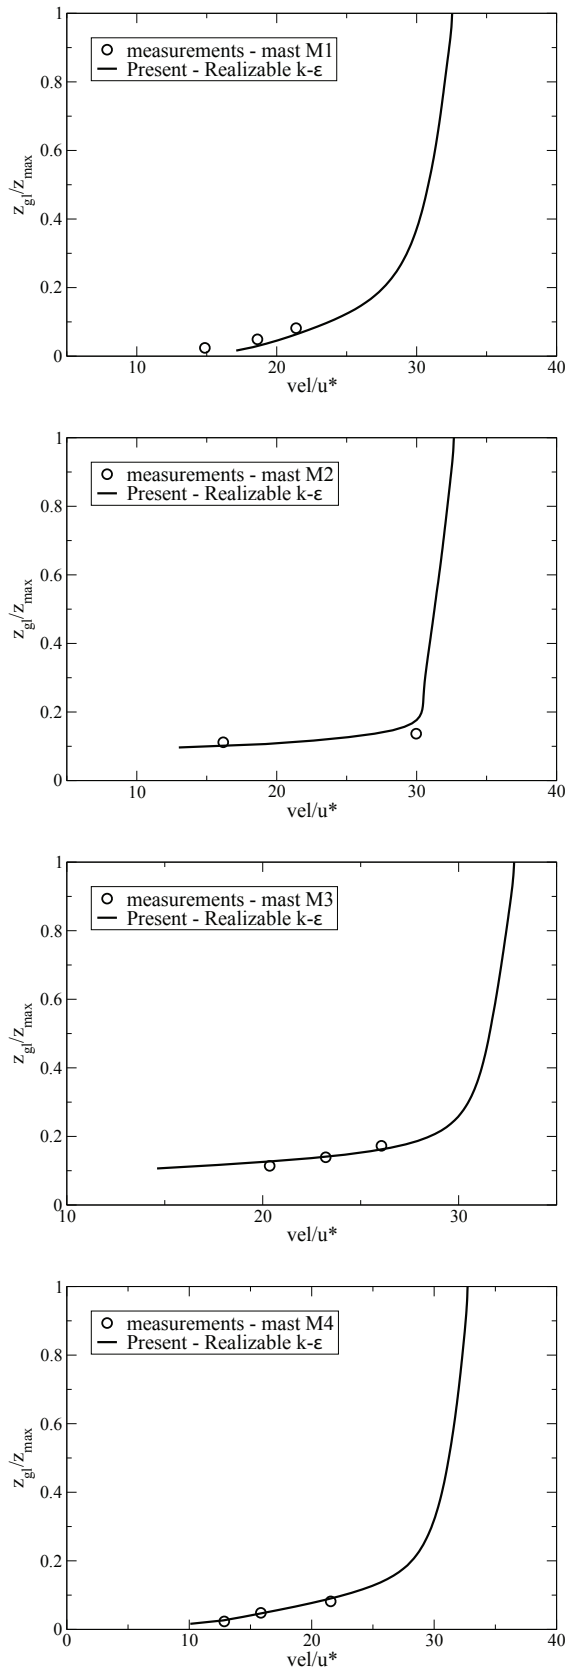 1
0.8
0.6
0.4
0.2
0
z_gl/z_max
measurements - mast M1
Present - Realizable k-ε
10 20 30 40
vel/u*
1
0.8
0.6
0.4
0.2
0
z_gl/z_max
measurements - mast M2
Present - Realizable k-ε
10 20 30 40
vel/u*
1
0.8
0.6
0.4
0.2
0
z_gl/z_max
measurements - mast M3
Present - Realizable k-ε
10 20 30
vel/u*
1
0.8
0.6
0.4
0.2
0
z_gl/z_max
measurements - mast M4
Present - Realizable k-ε
0 10 20 30 40
vel/u*